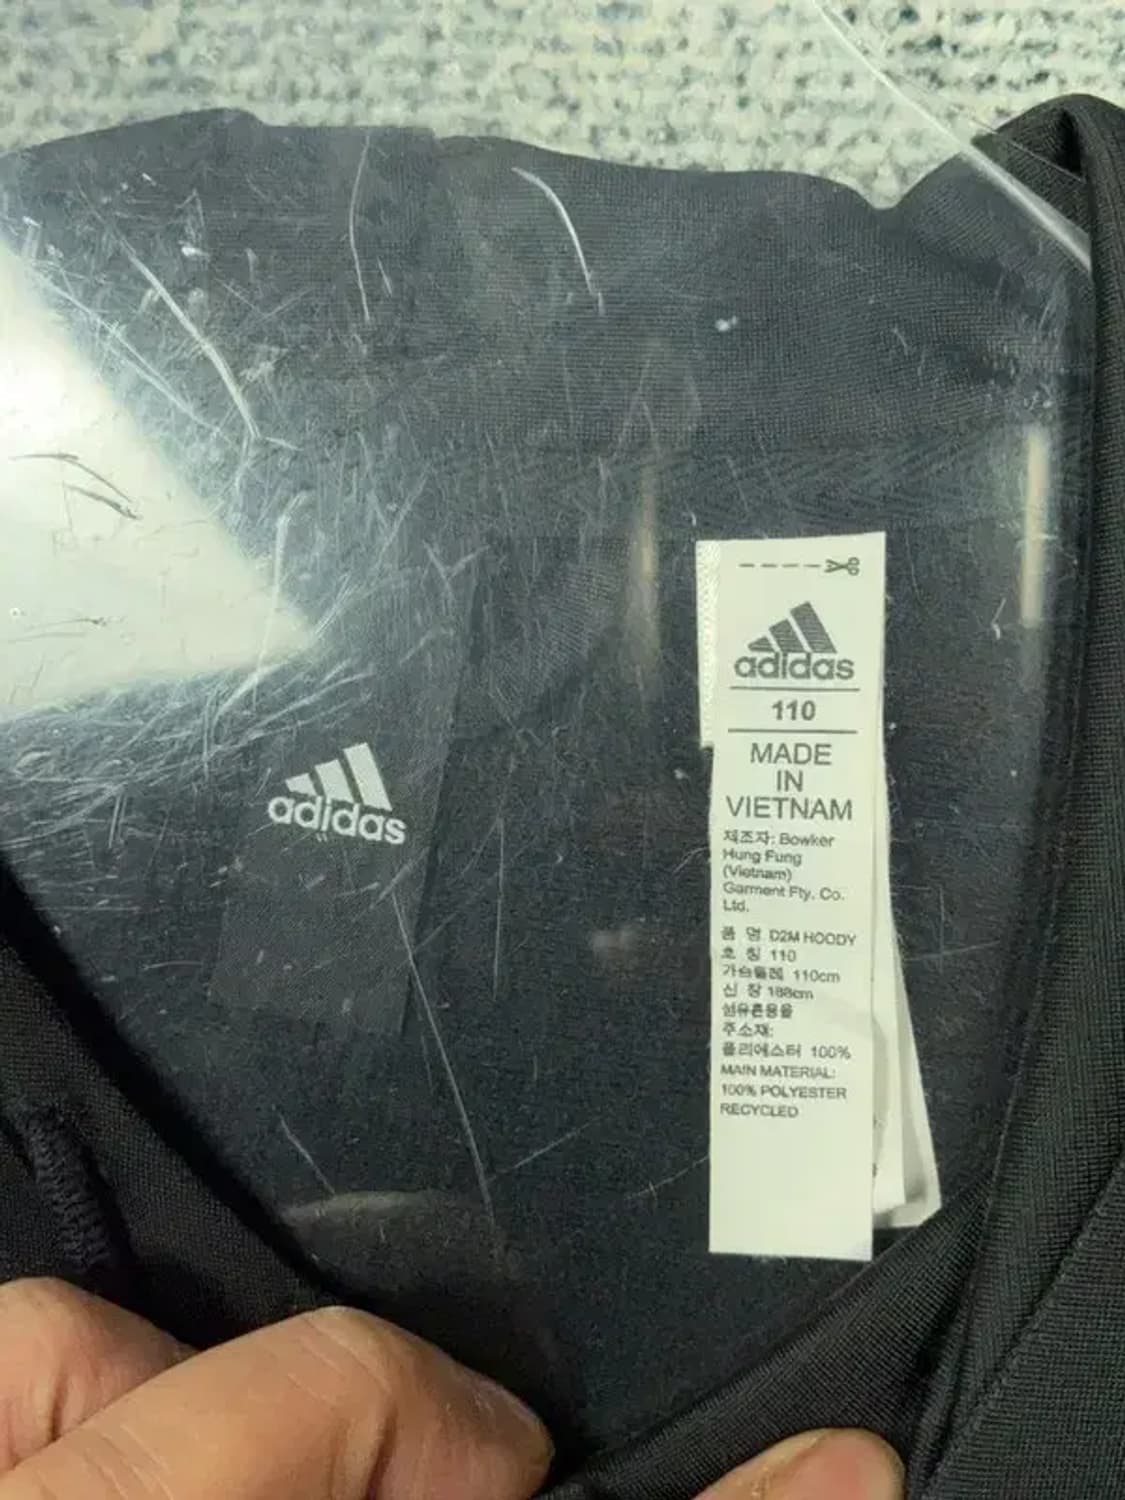 adidas
adidas
110
MADE
IN
VIETNAM
제조자: Bowker
Hung Fung
(Vietnam)
Garment Fty. Co.
Ltd.
품 명 D2M HOODY
호 칭 110
가슴둘레 110cm
신 장 188cm
섬유혼용율
주소재:
폴리에스터 100%
MAIN MATERIAL:
100% POLYESTER
RECYCLED